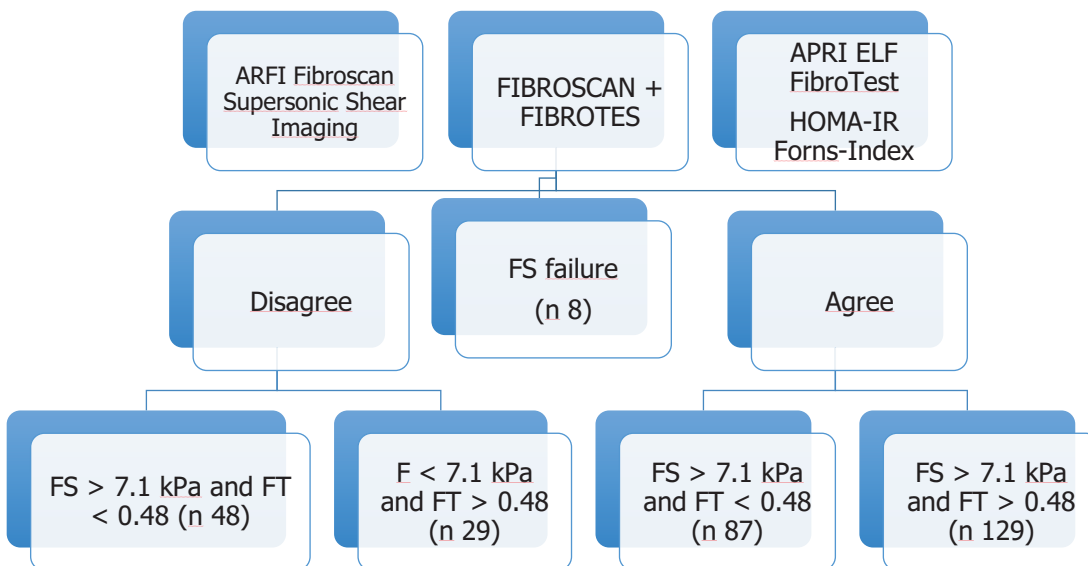 ARFI Fibroscan
Supersonic Shear
Imaging
FIBROSCAN +
FIBROTES
APRI ELF
FibroTest
HOMA-IR
Forns-Index
Disagree
FS failure
(n 8)
Agree
FS > 7.1 kPa and FT
< 0.48 (n 48)
F < 7.1 kPa
and FT > 0.48
(n 29)
FS > 7.1 kPa
and FT < 0.48
(n 87)
FS > 7.1 kPa
and FT > 0.48
(n 129)